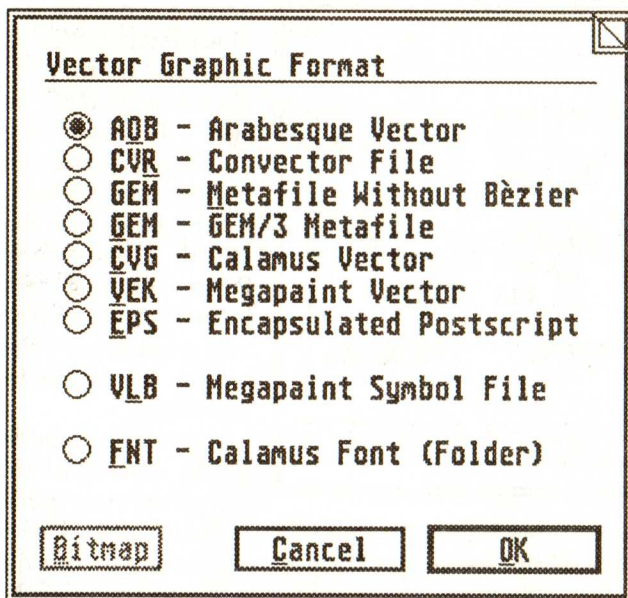 Vector Graphic Format
AOB - Arabesque Vector
CVR - Convector File
GEM - Metafile Without Bèzier
GEM - GEM/3 Metafile
CVG - Calamus Vector
VEK - Megapaint Vector
EPS - Encapsulated Postscript
VLB - Megapaint Symbol File
FNT - Calamus Font (Folder)
Bitmap Cancel OK